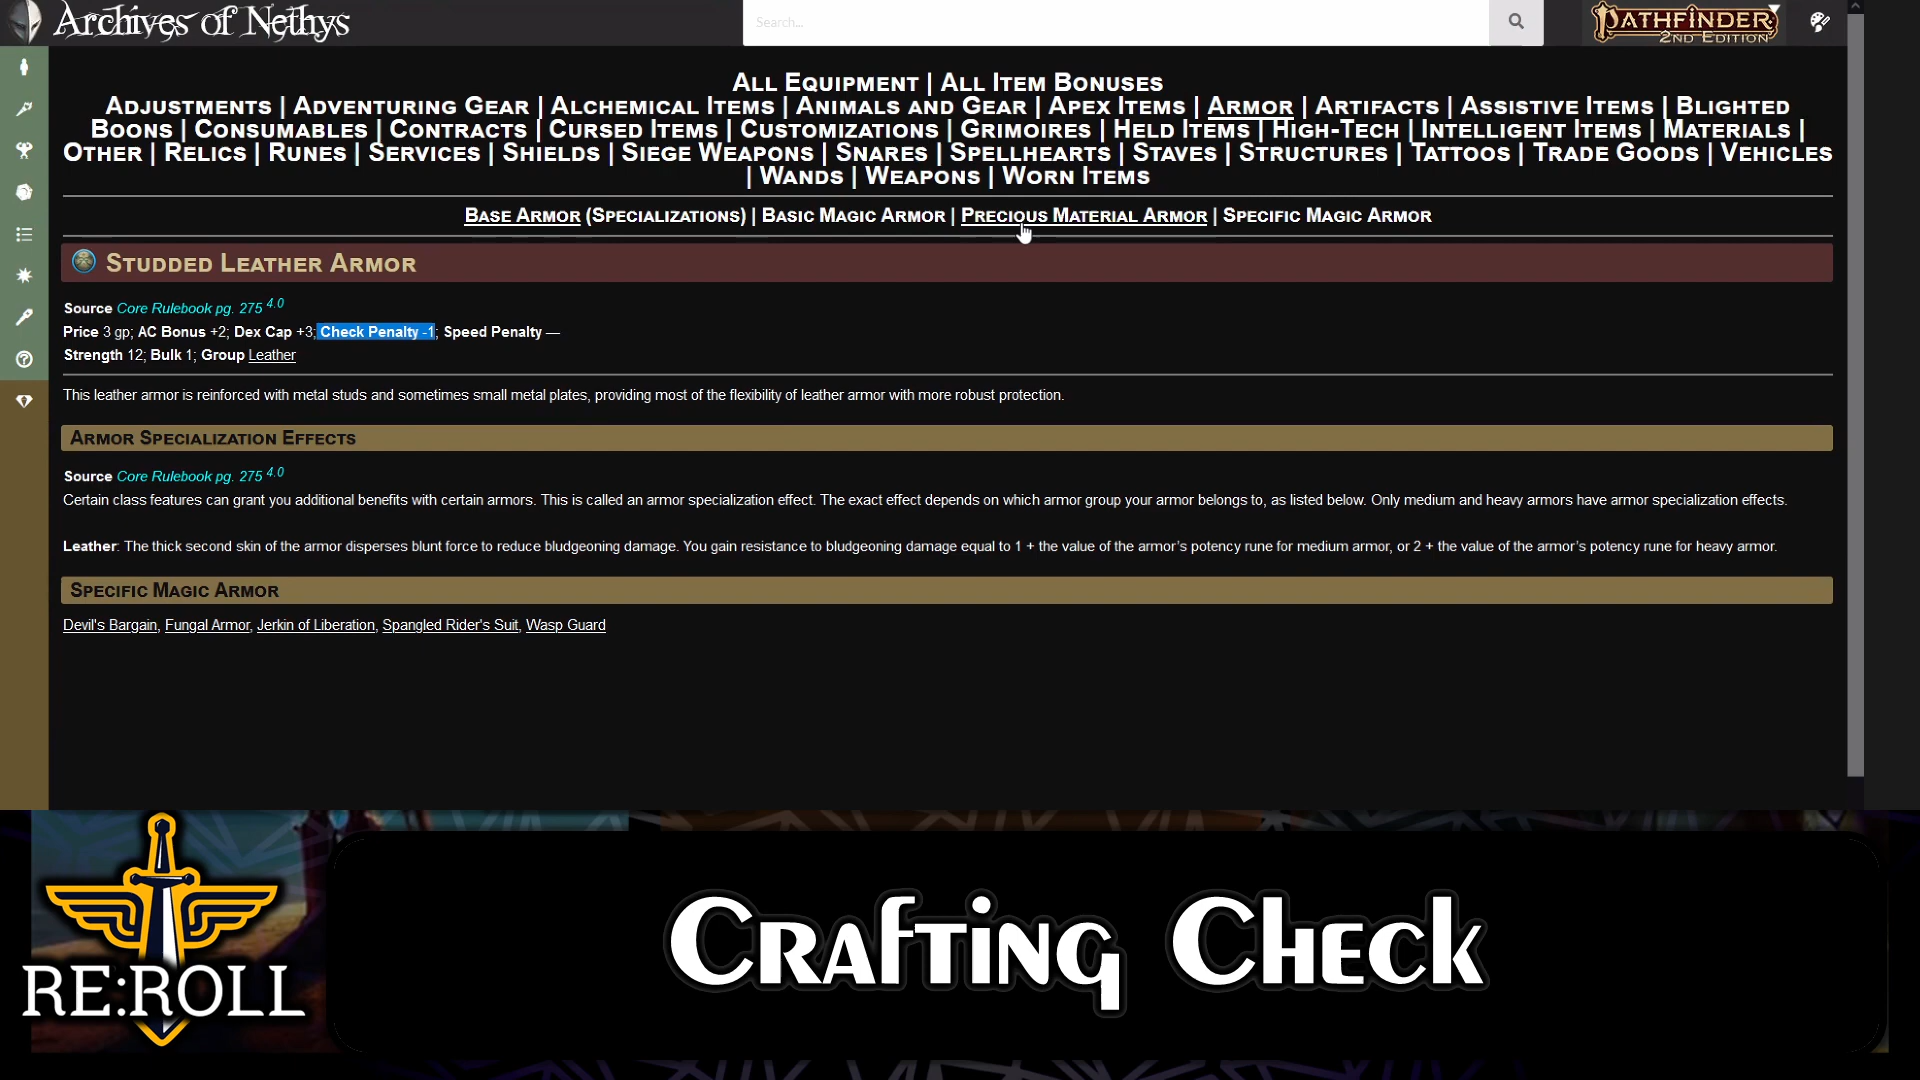 Archives of Nethys
Search...
PATHFINDER
2ND EDITION
ALL EQUIPMENT | ALL ITEM BONUSES
ADJUSTMENTS | ADVENTURING GEAR | ALCHEMICAL ITEMS | ANIMALS AND GEAR | APEX ITEMS | ARMOR | ARTIFACTS | ASSISTIVE ITEMS | BLIGHTED
BOONS | CONSUMABLES | CONTRACTS | CURSED ITEMS | CUSTOMIZATIONS | GRIMOIRES | HELD ITEMS | HIGH-TECH | INTELLIGENT ITEMS | MATERIALS |
OTHER | RELICS | RUNES | SERVICES | SHIELDS | SIEGE WEAPONS | SNARES | SPELLHEARTS | STAVES | STRUCTURES | TATTOOS | TRADE GOODS | VEHICLES
| WANDS | WEAPONS | WORN ITEMS
BASE ARMOR (SPECIALIZATIONS) | BASIC MAGIC ARMOR | PRECIOUS MATERIAL ARMOR | SPECIFIC MAGIC ARMOR
STUDDED LEATHER ARMOR
Source Core Rulebook pg. 275 4.0
Price 3 gp; AC Bonus +2; Dex Cap +3; Check Penalty -1; Speed Penalty —
Strength 12; Bulk 1; Group Leather
This leather armor is reinforced with metal studs and sometimes small metal plates, providing most of the flexibility of leather armor with more robust protection.
ARMOR SPECIALIZATION EFFECTS
Source Core Rulebook pg. 275 4.0
Certain class features can grant you additional benefits with certain armors. This is called an armor specialization effect. The exact effect depends on which armor group your armor belongs to, as listed below. Only medium and heavy armors have armor specialization effects.
Leather: The thick second skin of the armor disperses blunt force to reduce bludgeoning damage. You gain resistance to bludgeoning damage equal to 1 + the value of the armor's potency rune for medium armor, or 2 + the value of the armor's potency rune for heavy armor.
SPECIFIC MAGIC ARMOR
Devil's Bargain, Fungal Armor, Jerkin of Liberation, Spangled Rider's Suit, Wasp Guard
RE:ROLL
Crafting Check